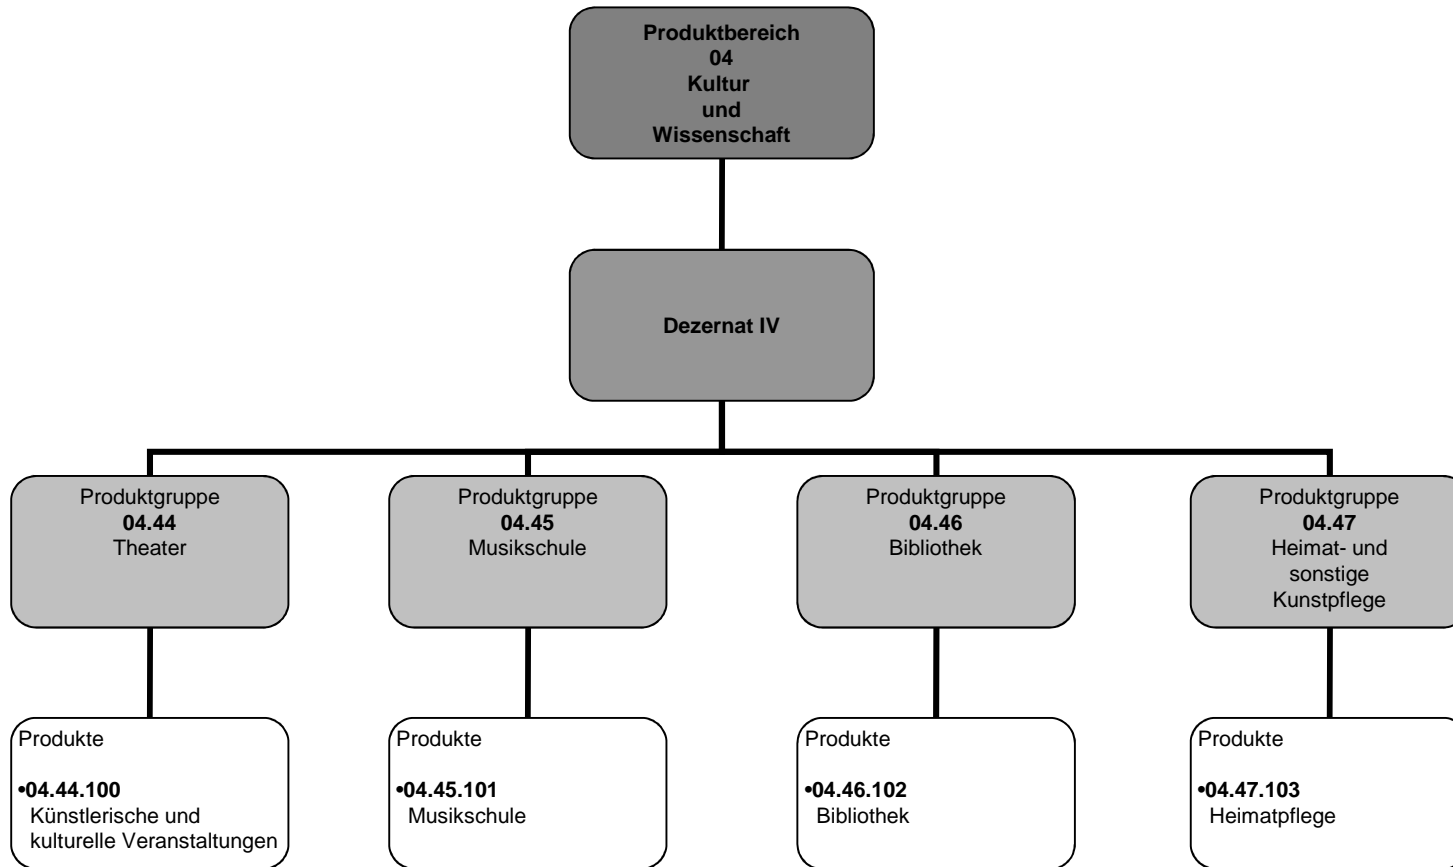 Produktbereich
04
Kultur
und
Wissenschaft
Dezernat IV
Produktgruppe
04.44
Theater
Produktgruppe
04.45
Musikschule
Produktgruppe
04.46
Bibliothek
Produktgruppe
04.47
Heimat- und
sonstige
Kunstpflege
Produkte
•04.44.100
Künstlerische und
kulturelle Veranstaltungen
Produkte
•04.45.101
Musikschule
Produkte
•04.46.102
Bibliothek
Produkte
•04.47.103
Heimatpflege